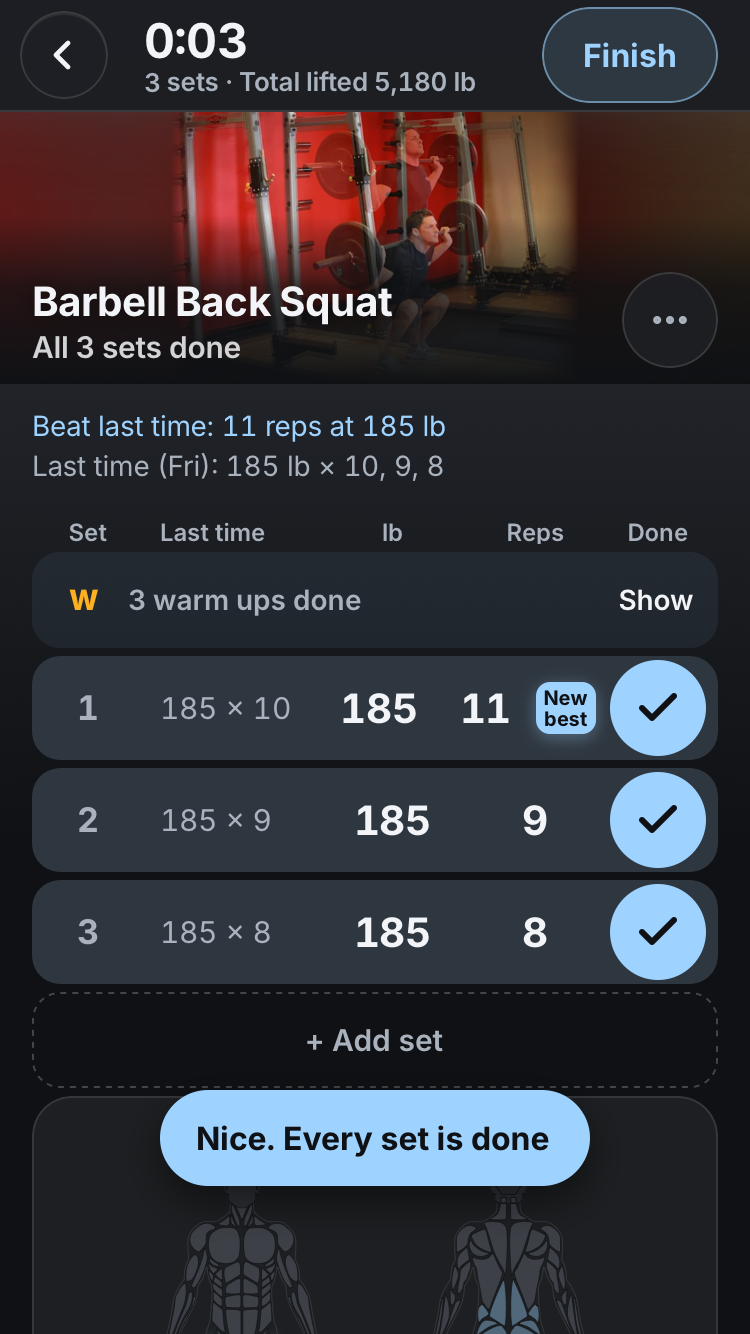 0:03
Finish
3 sets · Total lifted 5,180 lb
Barbell Back Squat
All 3 sets done
Beat last time: 11 reps at 185 lb
Last time (Fri): 185 lb × 10, 9, 8
Set Last time lb Reps Done
W 3 warm ups done Show
1 185 × 10 185 11 New best
2 185 × 9 185 9
3 185 × 8 185 8
+ Add set
Nice. Every set is done